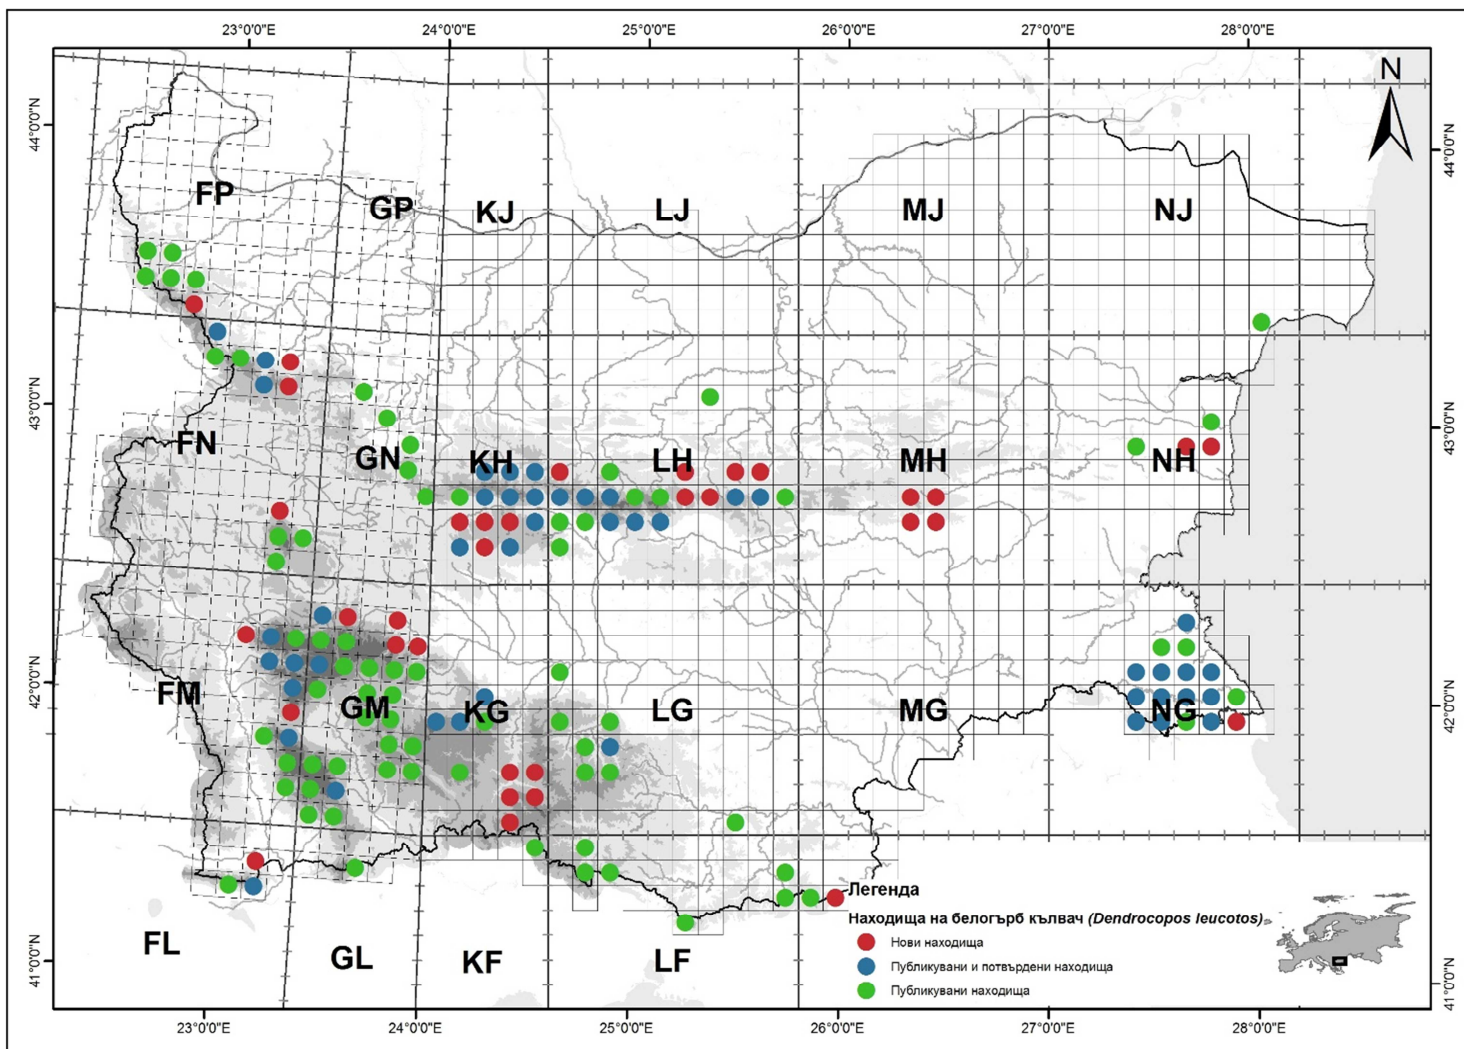 23°0'0"E 24°0'0"E 25°0'0"E 26°0'0"E 27°0'0"E 28°0'0"E
N
44°0'0"N 44°0'0"N
FP GP KJ LJ MJ NJ
43°0'0"N 43°0'0"N
FN GN KH LH MH NH
42°0'0"N 42°0'0"N
FM GM KG LG MG NG
Легенда
Находища на белогърб кълвач (Dendrocopos leucotos)
Нови находища
Публикувани и потвърдени находища
Публикувани находища
FL GL KF LF
41°0'0"N 41°0'0"N
23°0'0"E 24°0'0"E 25°0'0"E 26°0'0"E 27°0'0"E 28°0'0"E